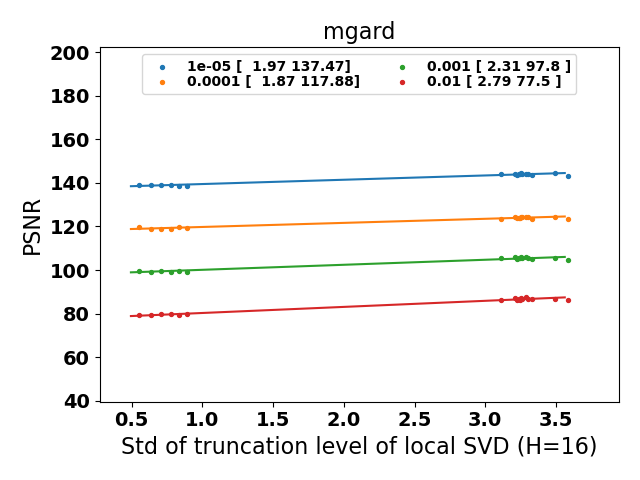 mgard
1e-05 [  1.97 137.47]
0.0001 [  1.87 117.88]
0.001 [ 2.31 97.8 ]
0.01 [ 2.79 77.5 ]
200
180
160
140
120
100
80
60
40
PSNR
0.5 1.0 1.5 2.0 2.5 3.0 3.5
Std of truncation level of local SVD (H=16)